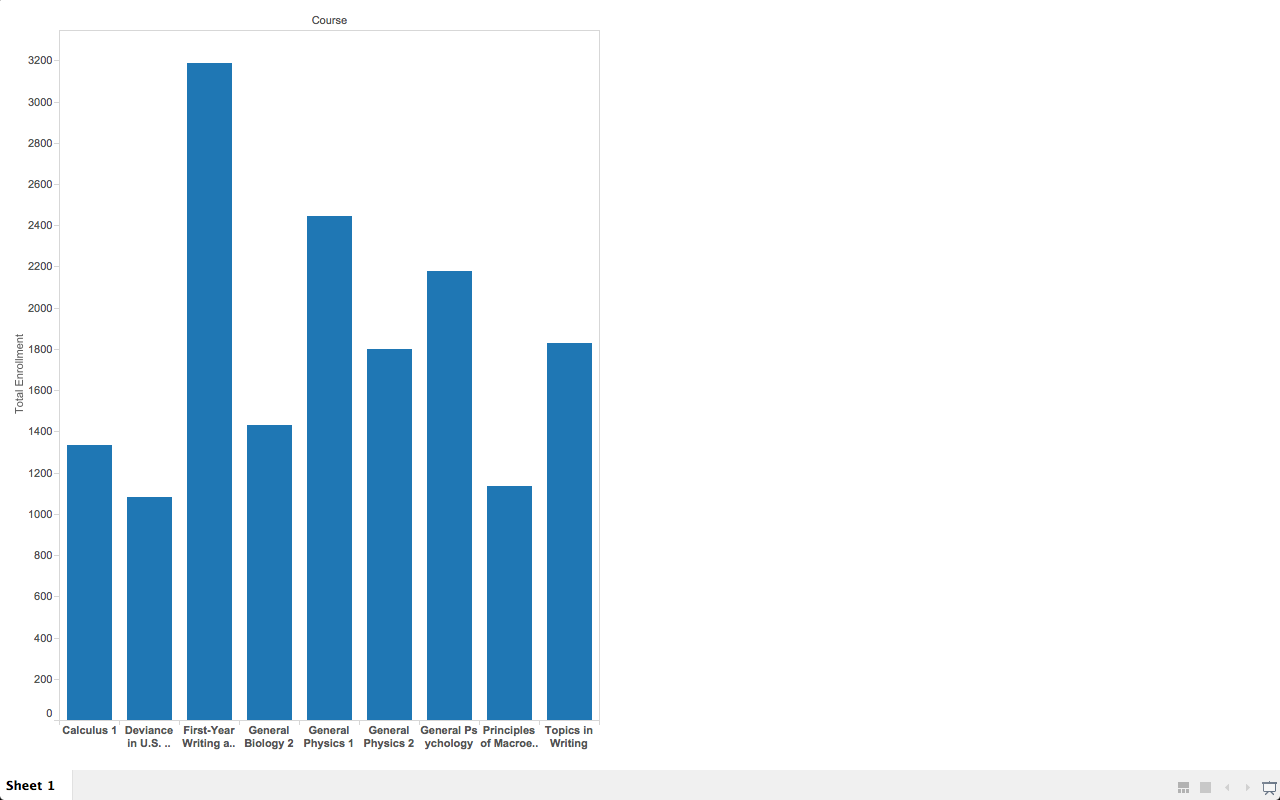 Course
3200
3000
2800
2600
2400
2200
2000
1800
1600
1400
1200
1000
800
600
400
200
0
Total Enrollment
Calculus 1
Deviance
in U.S. ..
First-Year
Writing a..
General
Biology 2
General
Physics 1
General
Physics 2
General Ps
ychology
Principles
of Macroe..
Topics in
Writing
Sheet 1